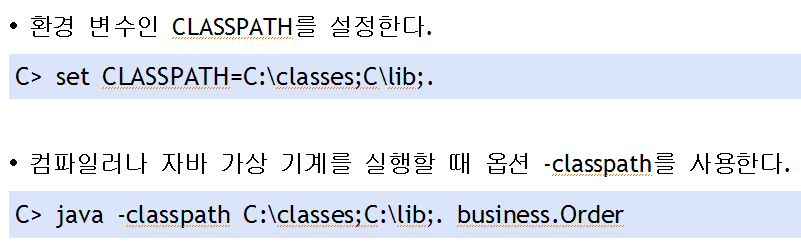 • 환경 변수인 CLASSPATH를 설정한다.
C> set CLASSPATH=C:\classes;C\lib;.
• 컴파일러나 자바 가상 기계를 실행할 때 옵션 -classpath를 사용한다.
C> java -classpath C:\classes;C:\lib;. business.Order